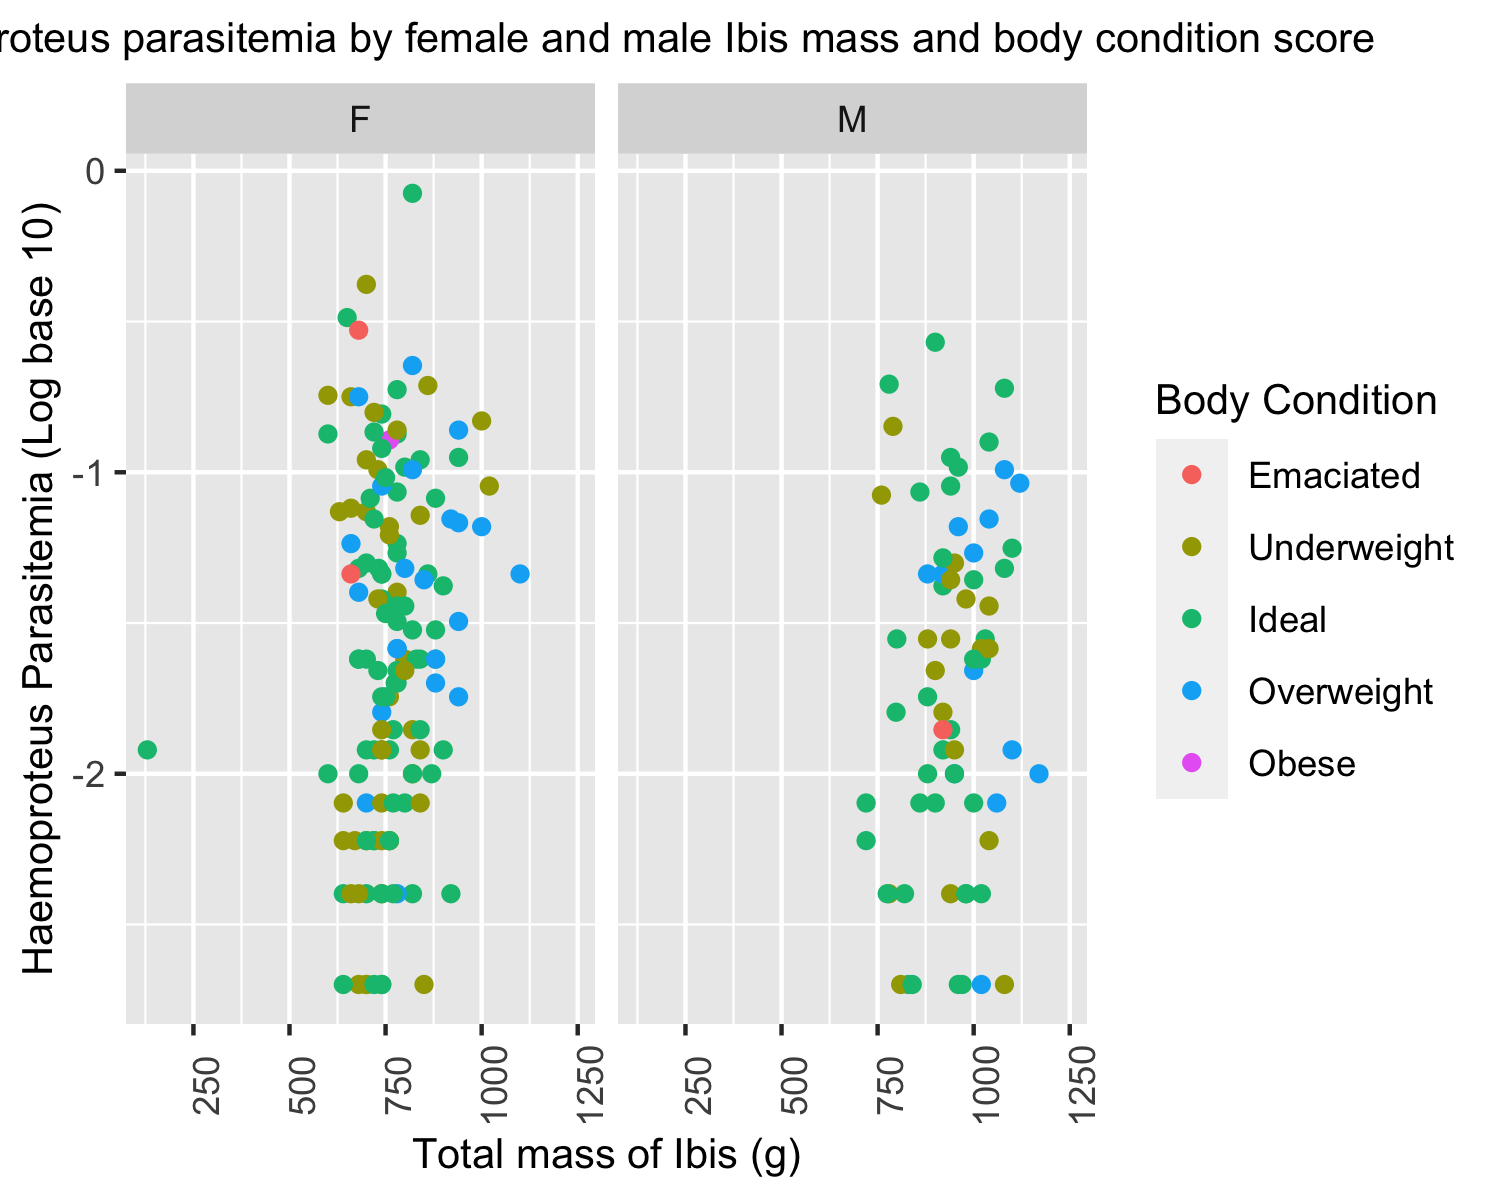 roteus parasitemia by female and male Ibis mass and body condition score
F
M
Haemoproteus Parasitemia (Log base 10)
0
-1
-2
250
500
750
1000
1250
250
500
750
1000
1250
Total mass of Ibis (g)
Body Condition
Emaciated
Underweight
Ideal
Overweight
Obese